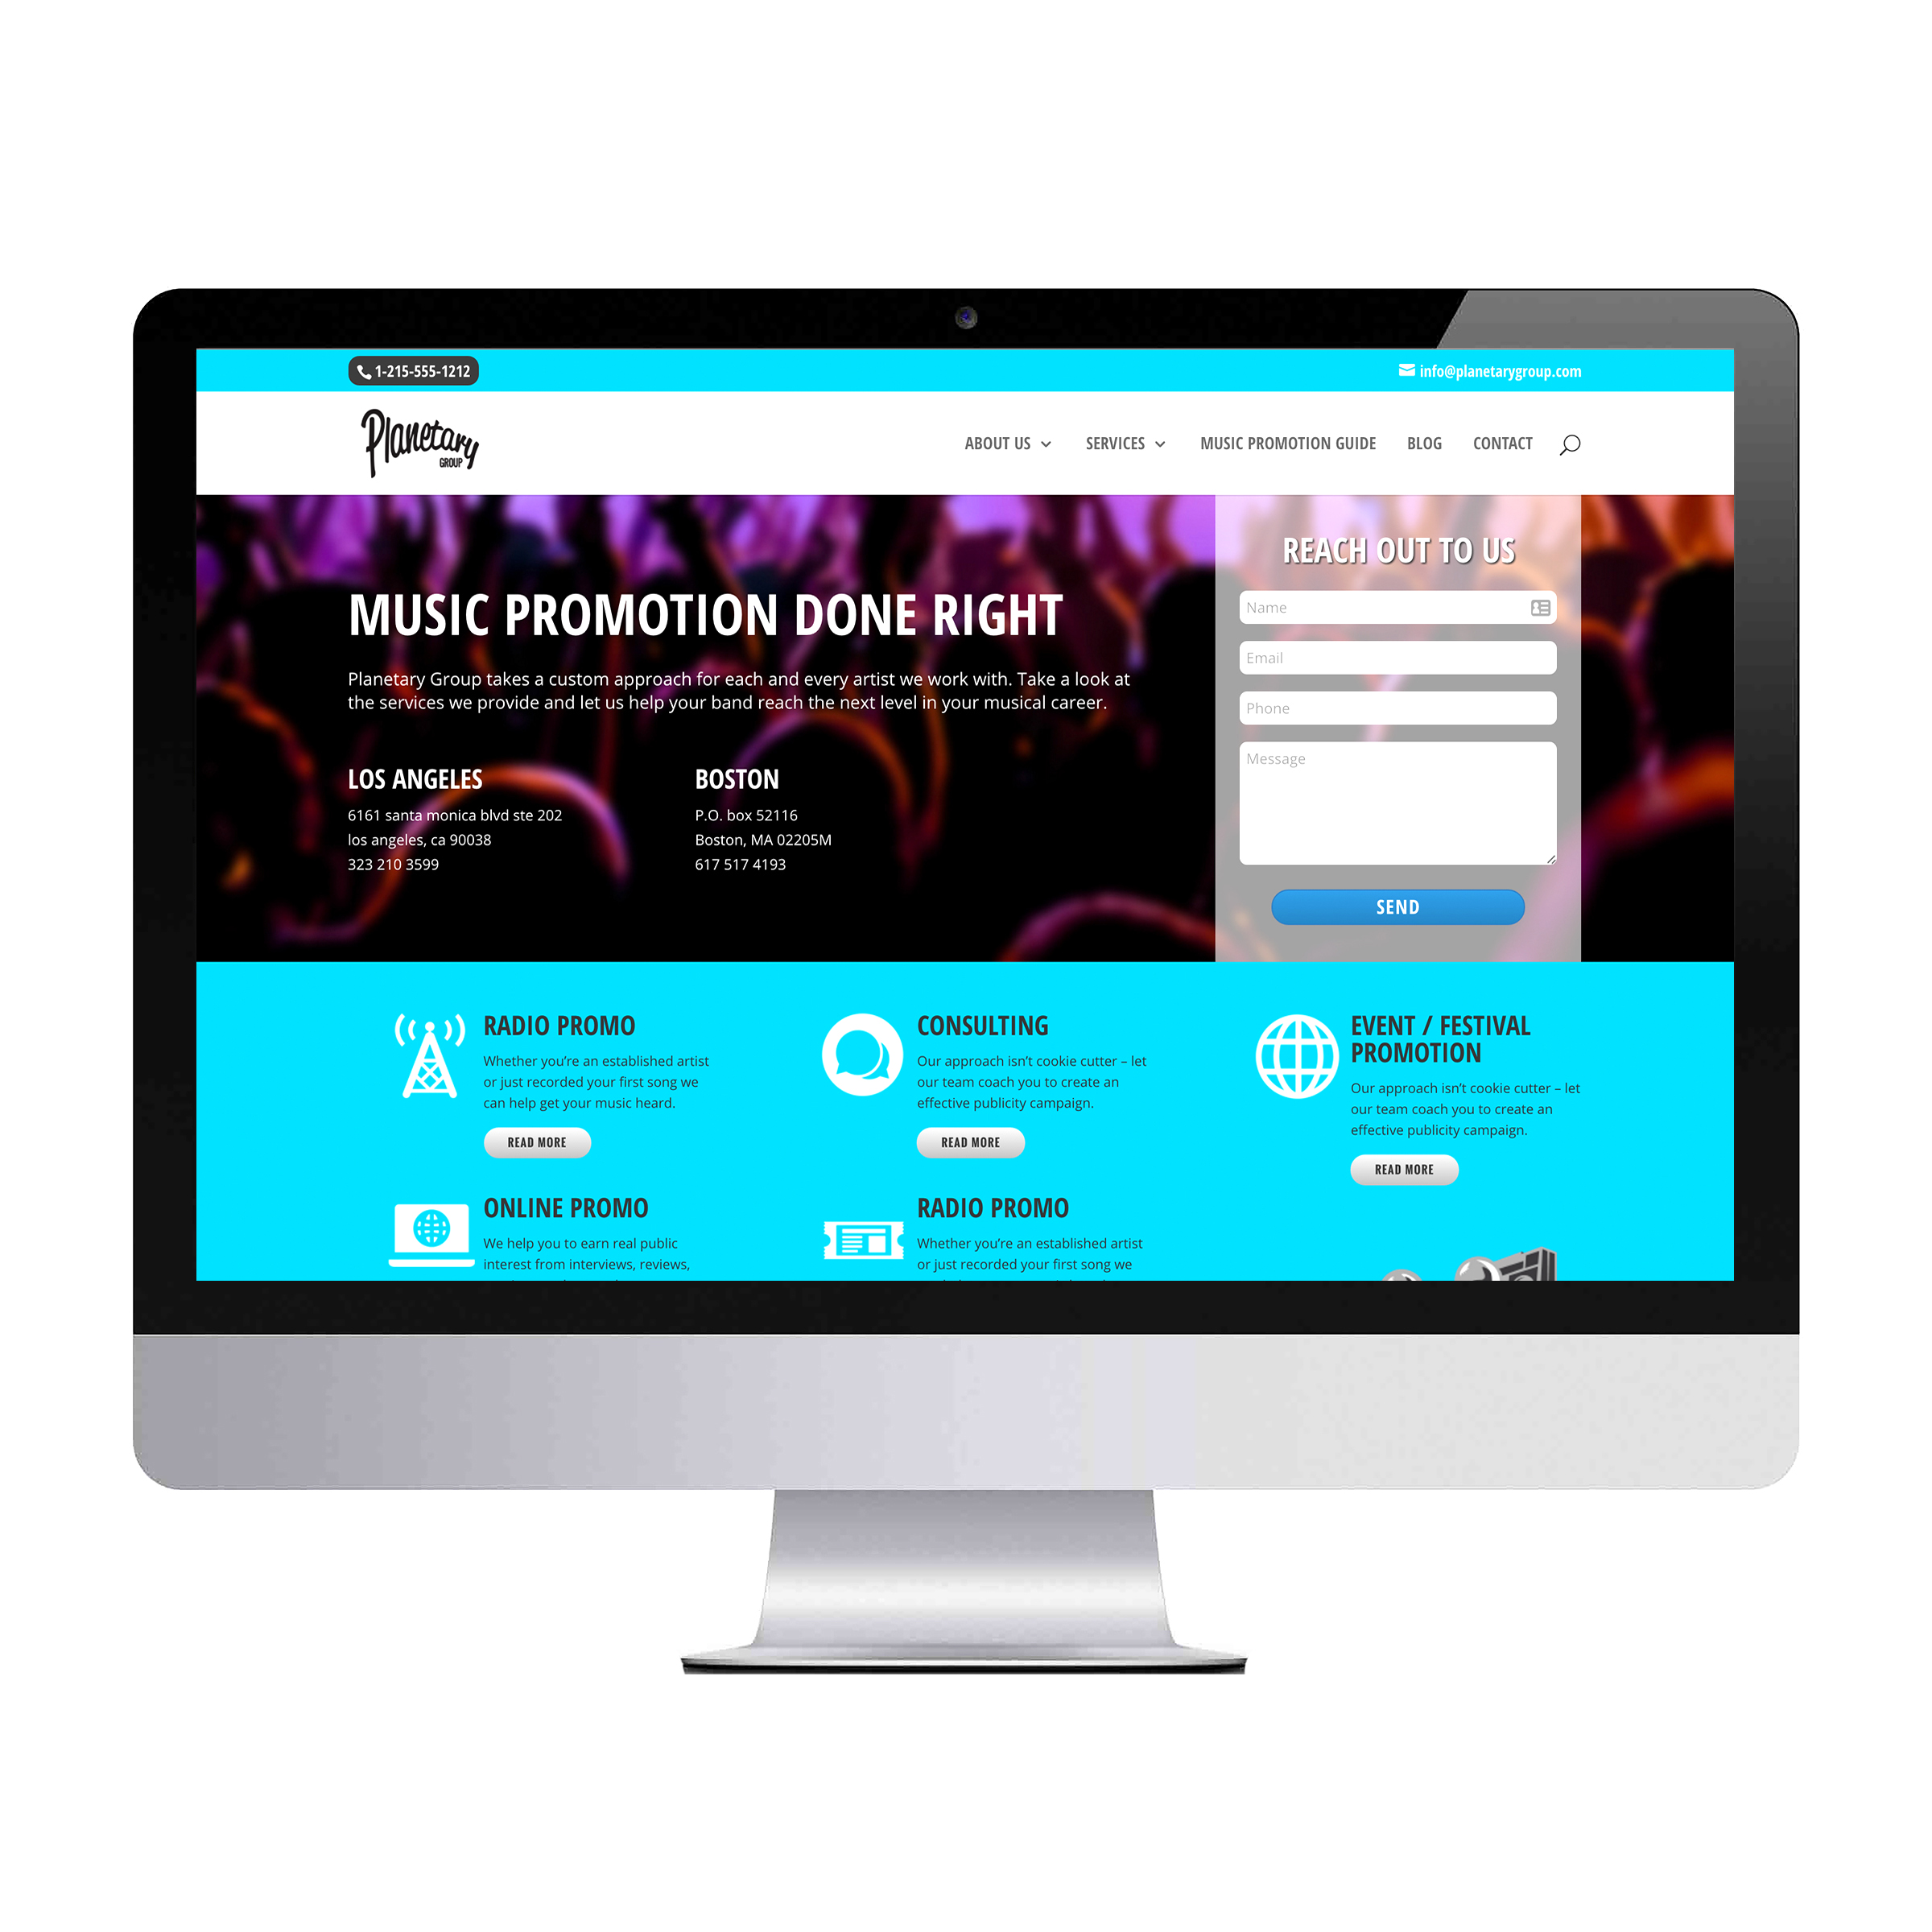 1-215-555-1212
info@planetarygroup.com
Planetary
GROUP
ABOUT US
SERVICES
MUSIC PROMOTION GUIDE
BLOG
CONTACT
MUSIC PROMOTION DONE RIGHT
Planetary Group takes a custom approach for each and every artist we work with. Take a look at
the services we provide and let us help your band reach the next level in your musical career.
LOS ANGELES
6161 santa monica blvd ste 202
los angeles, ca 90038
323 210 3599
BOSTON
P.O. box 52116
Boston, MA 02205M
617 517 4193
REACH OUT TO US
Name
Email
Phone
Message
SEND
RADIO PROMO
Whether you’re an established artist
or just recorded your first song we
can help get your music heard.
READ MORE
CONSULTING
Our approach isn’t cookie cutter – let
our team coach you to create an
effective publicity campaign.
READ MORE
EVENT / FESTIVAL
PROMOTION
Our approach isn’t cookie cutter – let
our team coach you to create an
effective publicity campaign.
READ MORE
ONLINE PROMO
We help you to earn real public
interest from interviews, reviews,
RADIO PROMO
Whether you’re an established artist
or just recorded your first song we